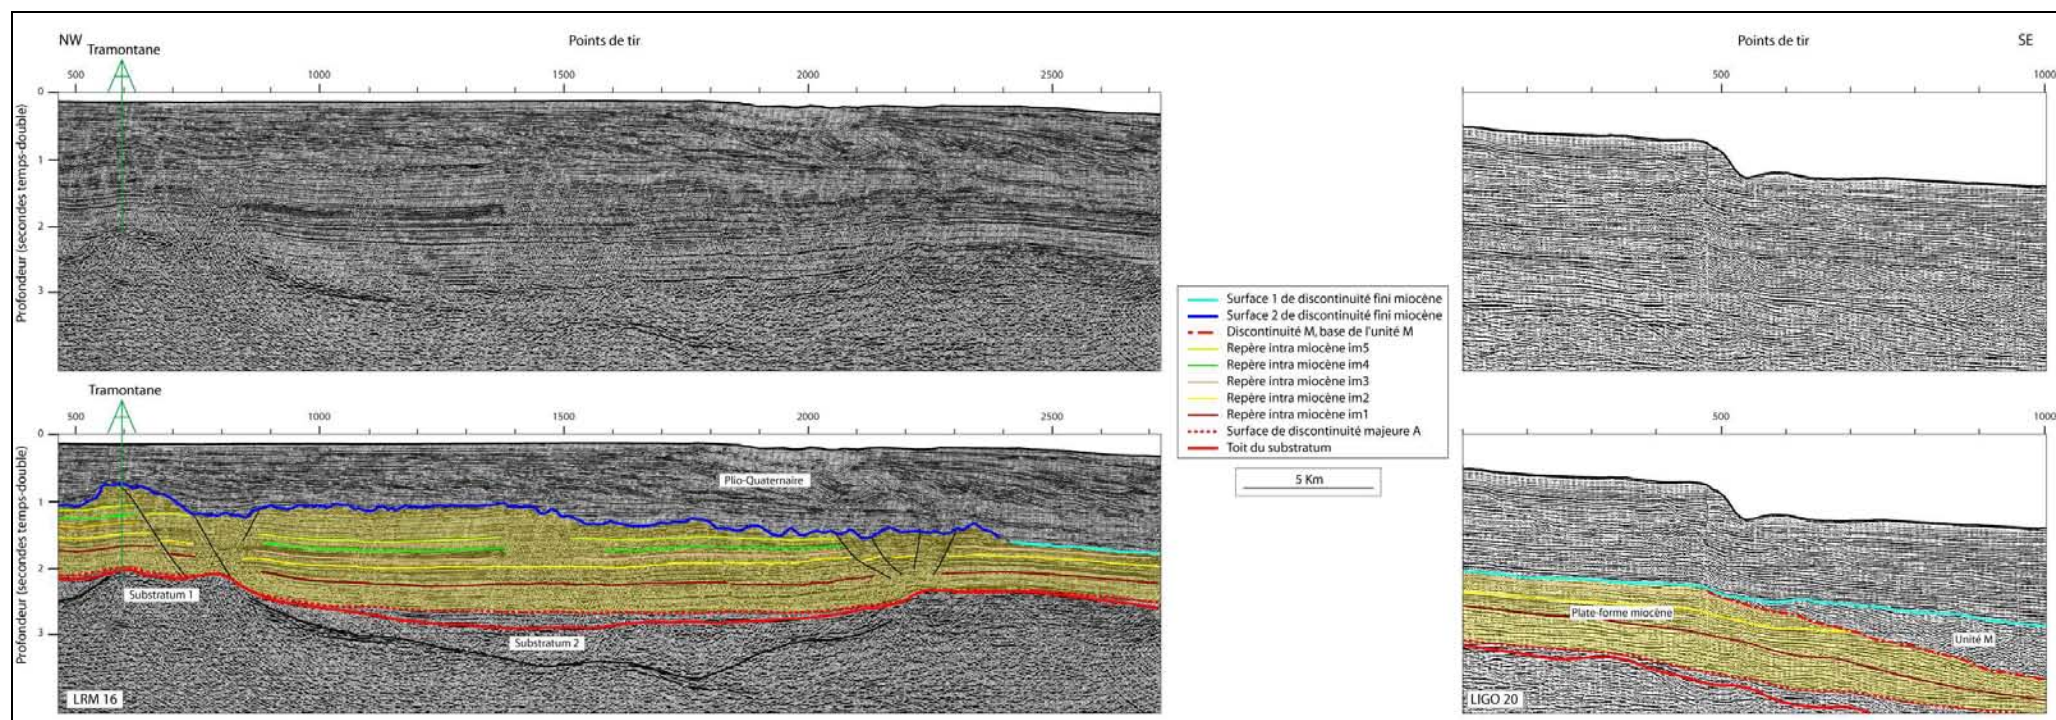 NW
Tramontane
Points de tir
500
1000
1500
2000
2500
0
1
2
3
Profondeur (secondes temps-double)
Points de tir
SE
500
1000
Surface 1 de discontinuité fini miocène
Surface 2 de discontinuité fini miocène
Discontinuité M, base de l'unité M
Repère intra miocène im5
Repère intra miocène im4
Repère intra miocène im3
Repère intra miocène im2
Repère intra miocène im1
Surface de discontinuité majeure A
Toit du substratum
5 Km
Tramontane
500
1000
1500
2000
2500
0
1
2
3
Profondeur (secondes temps-double)
Plio-Quaternaire
Substratum 1
Substratum 2
LRM 16
500
1000
Plate-forme miocène
Unité M
LIGO 20